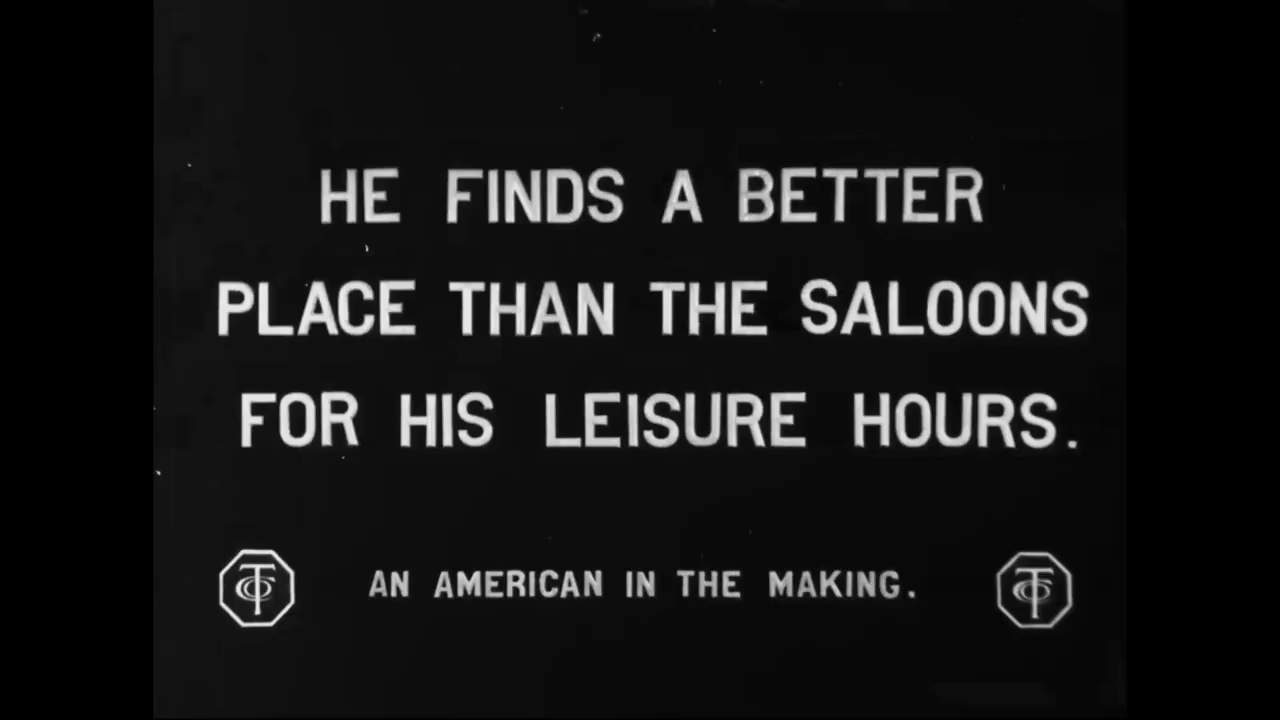 HE FINDS A BETTER
PLACE THAN THE SALOONS
FOR HIS LEISURE HOURS.
AN AMERICAN IN THE MAKING.